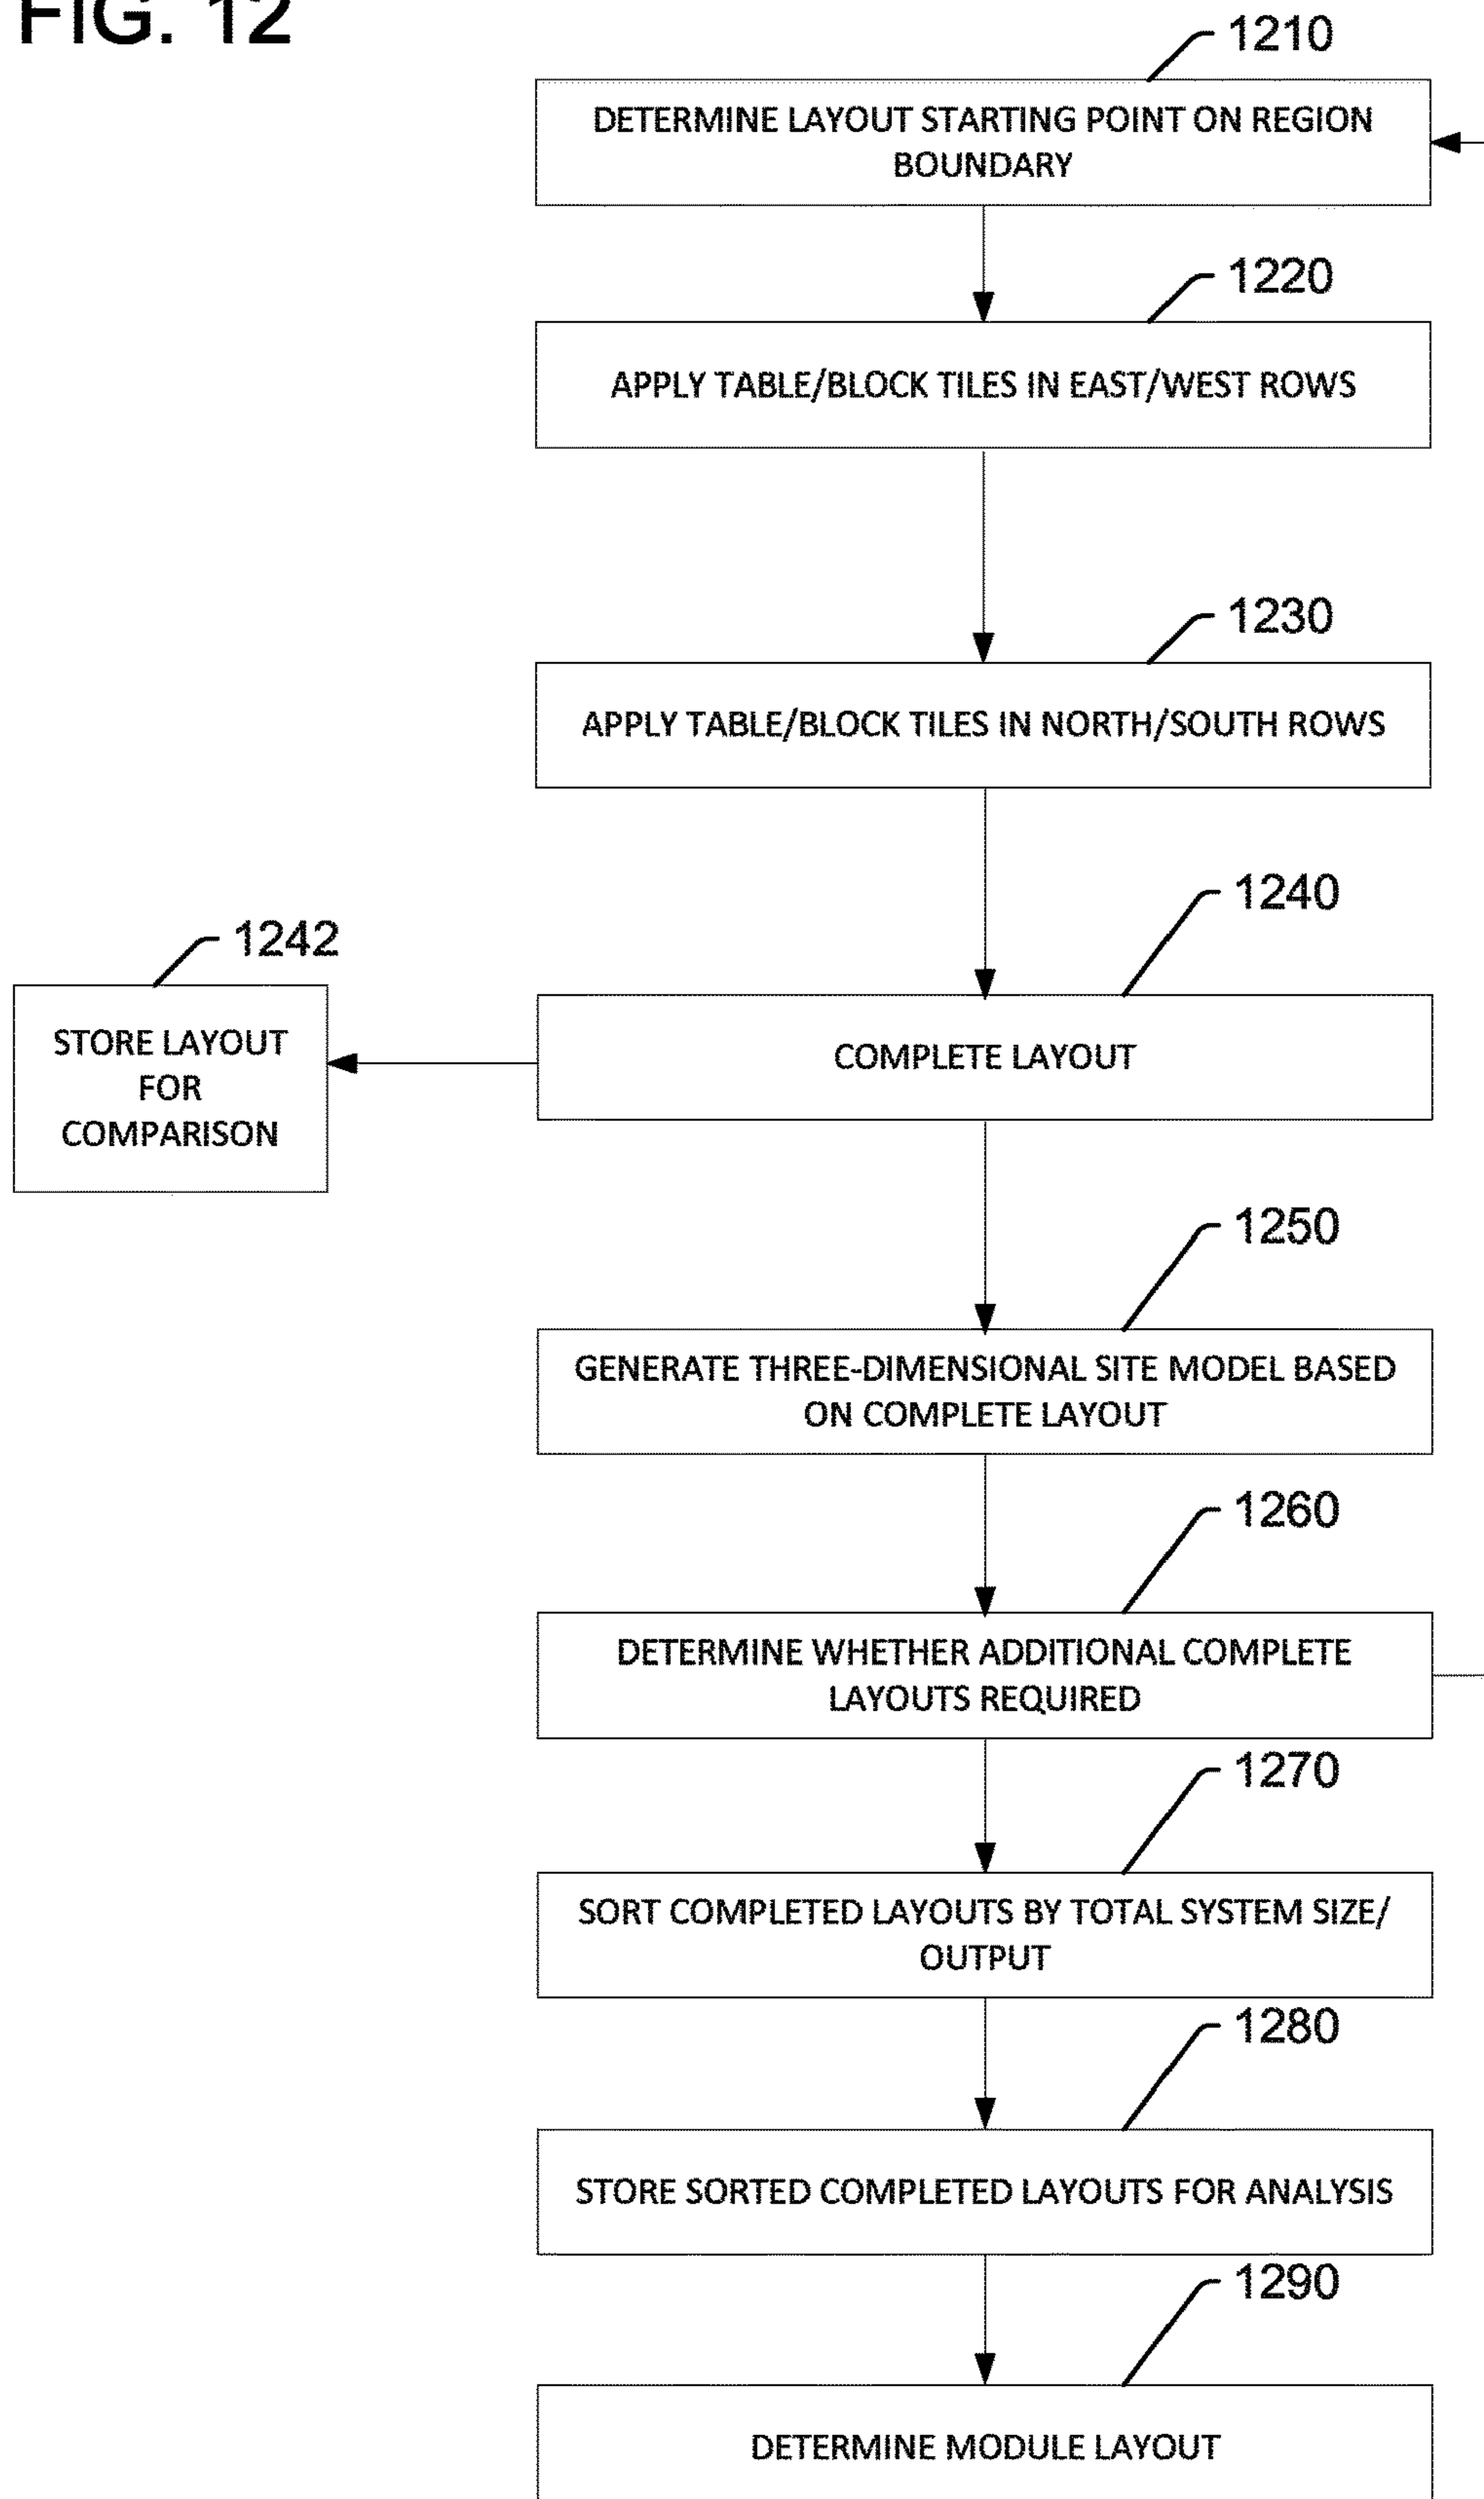 FIG. 12
1210
DETERMINE LAYOUT STARTING POINT ON REGION
BOUNDARY
1220
APPLY TABLE/BLOCK TILES IN EAST/WEST ROWS
1230
APPLY TABLE/BLOCK TILES IN NORTH/SOUTH ROWS
1240
COMPLETE LAYOUT
1242
STORE LAYOUT
FOR
COMPARISON
1250
GENERATE THREE-DIMENSIONAL SITE MODEL BASED
ON COMPLETE LAYOUT
1260
DETERMINE WHETHER ADDITIONAL COMPLETE
LAYOUTS REQUIRED
1270
SORT COMPLETED LAYOUTS BY TOTAL SYSTEM SIZE/
OUTPUT
1280
STORE SORTED COMPLETED LAYOUTS FOR ANALYSIS
1290
DETERMINE MODULE LAYOUT